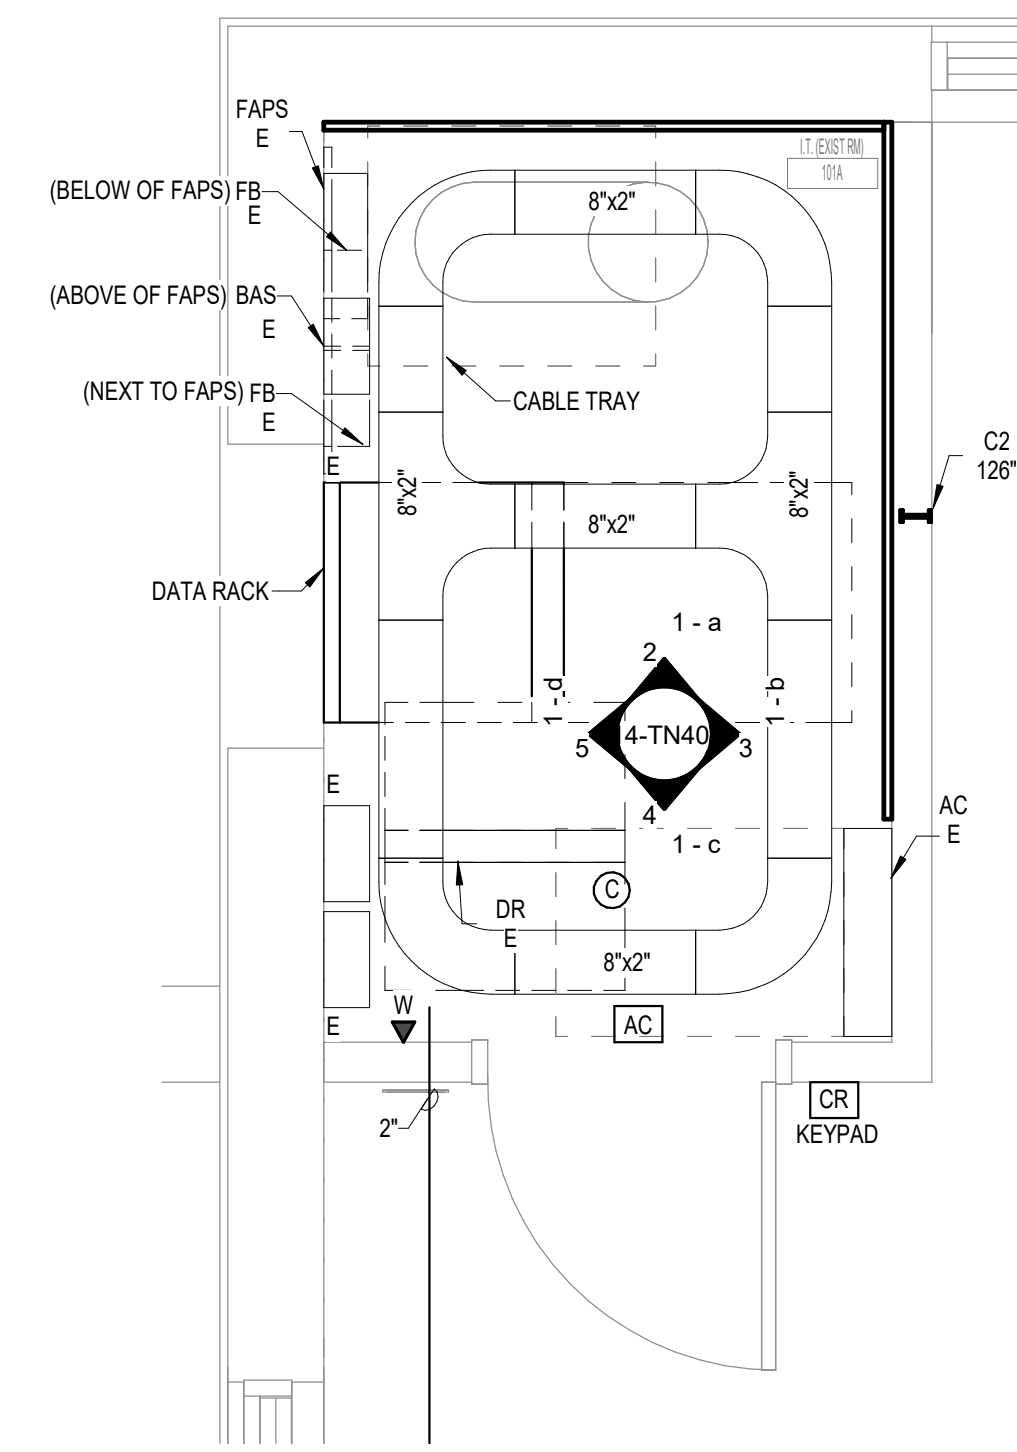 FAPS
E
I.T. (EXIST RM)
101A
(BELOW OF FAPS) FB
E
8"x2"
(ABOVE OF FAPS) BAS
E
(NEXT TO FAPS) FB
E
CABLE TRAY
C2
126"
E
8"x2"
8"x2"
8"x2"
DATA RACK
1 - a
2
1 - d
1 - b
5
4-TN40
3
E
4
AC
E
1 - c
C
DR
E
8"x2"
W
E
AC
CR
KEYPAD
2"